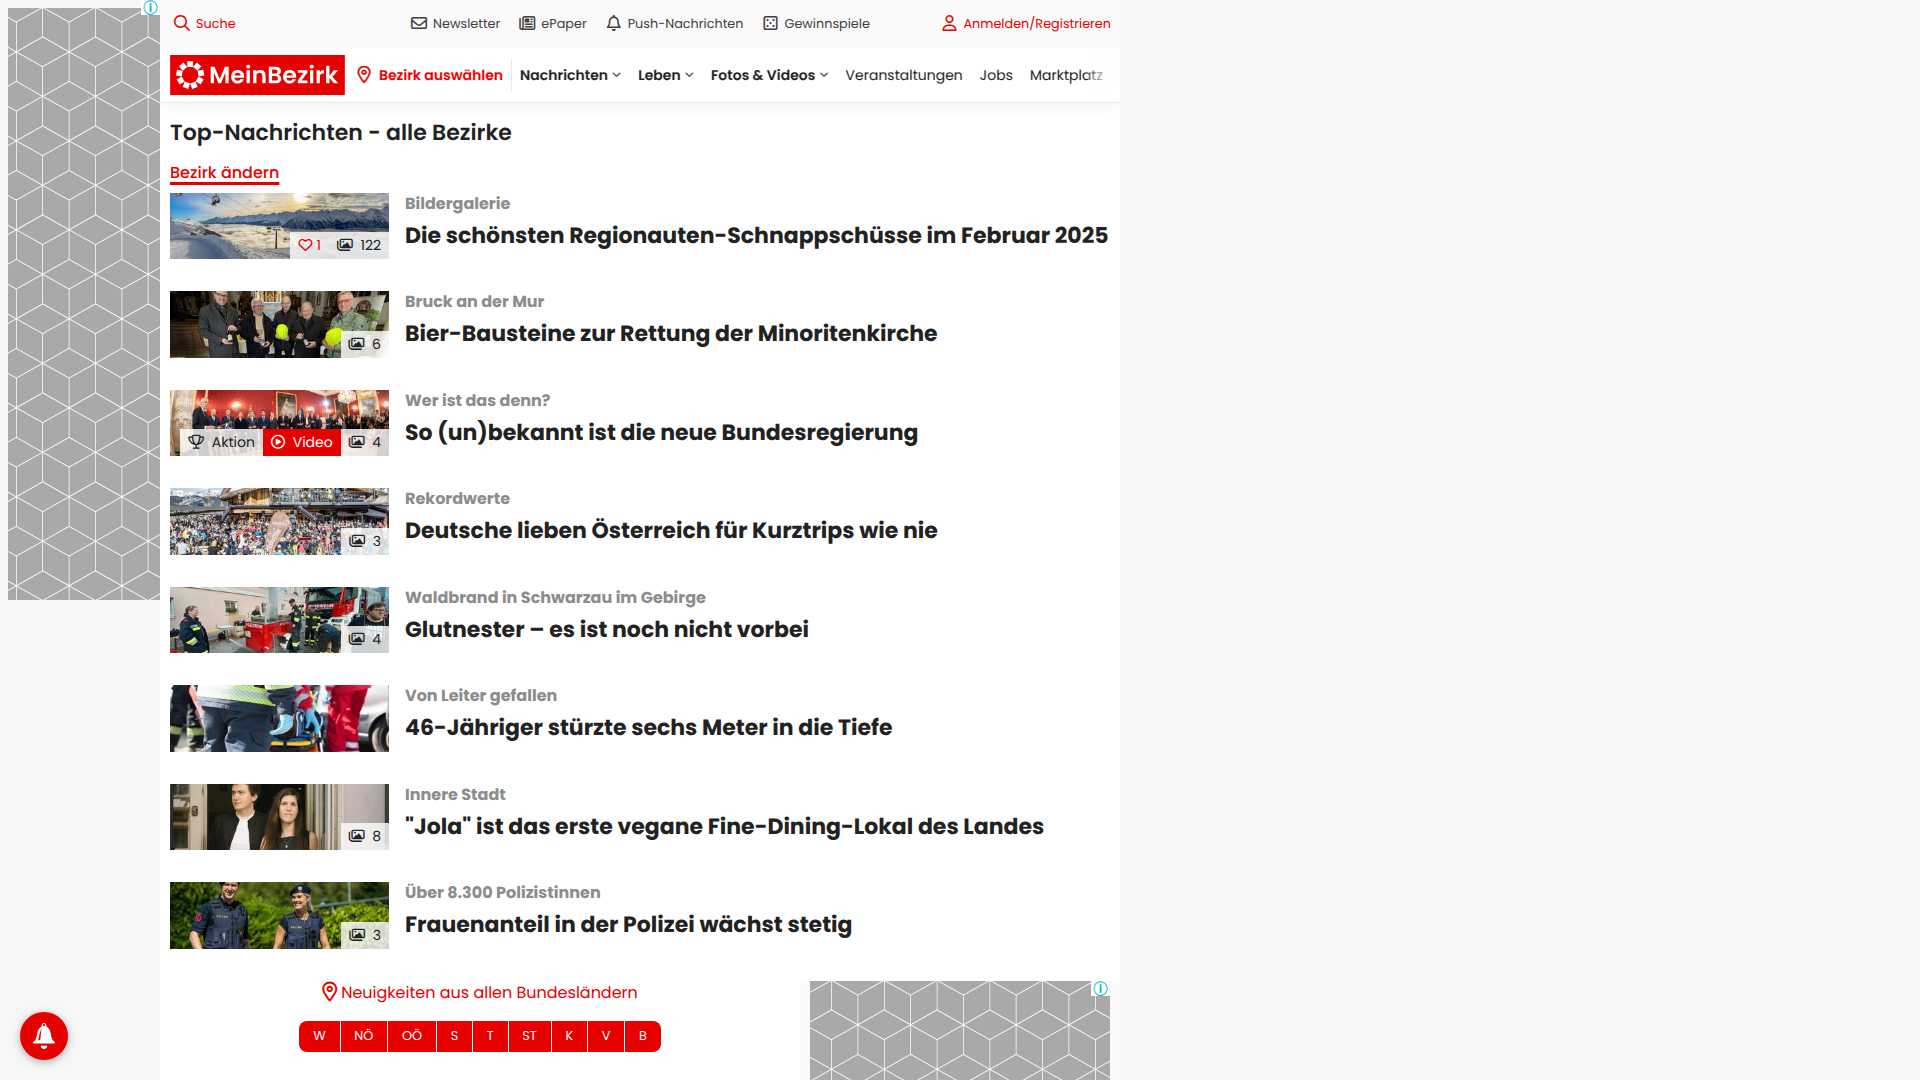 Suche
Newsletter
ePaper
Push-Nachrichten
Gewinnspiele
Anmelden/Registrieren
MeinBezirk
Bezirk auswählen
Nachrichten
Leben
Fotos & Videos
Veranstaltungen
Jobs
Marktplatz
Top-Nachrichten - alle Bezirke
Bezirk ändern
1
122
Bildergalerie
Die schönsten Regionauten-Schnappschüsse im Februar 2025
6
Bruck an der Mur
Bier-Bausteine zur Rettung der Minoritenkirche
Aktion
Video
4
Wer ist das denn?
So (un)bekannt ist die neue Bundesregierung
3
Rekordwerte
Deutsche lieben Österreich für Kurztrips wie nie
4
Waldbrand in Schwarzau im Gebirge
Glutnester – es ist noch nicht vorbei
Von Leiter gefallen
46-Jähriger stürzte sechs Meter in die Tiefe
8
Innere Stadt
"Jola" ist das erste vegane Fine-Dining-Lokal des Landes
3
Über 8.300 Polizistinnen
Frauenanteil in der Polizei wächst stetig
Neuigkeiten aus allen Bundesländern
W
NÖ
OÖ
S
T
ST
K
V
B